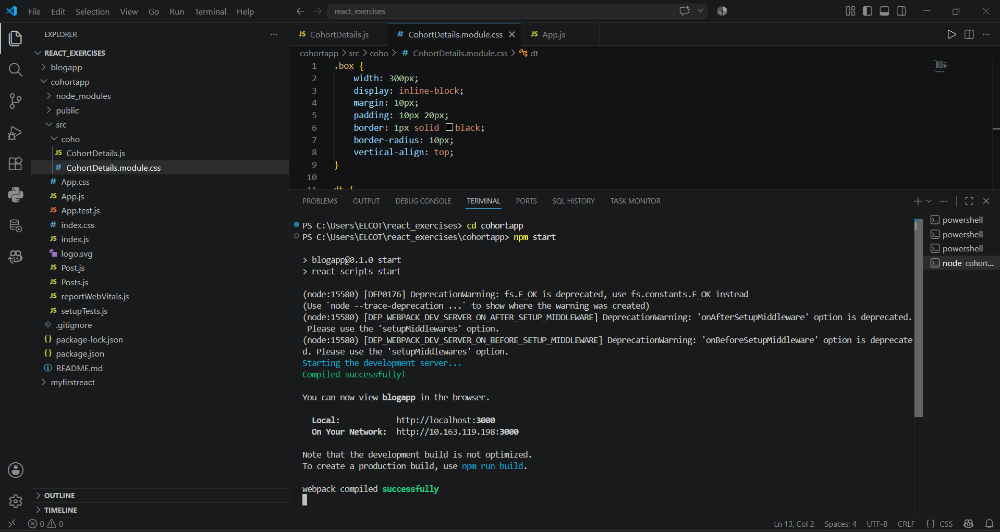 File Edit Selection View Go Run Terminal Help
react_exercises
EXPLORER
REACT_EXERCISES
blogapp
cohortapp
node_modules
public
src
coho
JS CohortDetails.js
# CohortDetails.module.css
# App.css
JS App.js
JS App.test.js
# index.css
JS index.js
logo.svg
JS Post.js
JS Posts.js
JS reportWebVitals.js
JS setupTests.js
.gitignore
{} package-lock.json
{} package.json
README.md
myfirstreact
OUTLINE
TIMELINE
JS CohortDetails.js # CohortDetails.module.css JS App.js
cohortapp > src > coho > # CohortDetails.module.css > dt
1 .box {
2 width: 300px;
3 display: inline-block;
4 margin: 10px;
5 padding: 10px 20px;
6 border: 1px solid black;
7 border-radius: 10px;
8 vertical-align: top;
9 }
10
11 dt {
PROBLEMS OUTPUT DEBUG CONSOLE TERMINAL PORTS SQL HISTORY TASK MONITOR
PS C:\Users\ELCOT\react_exercises> cd cohortapp
PS C:\Users\ELCOT\react_exercises\cohortapp> npm start
> blogapp@0.1.0 start
> react-scripts start
(node:15580) [DEP0176] DeprecationWarning: fs.F_OK is deprecated, use fs.constants.F_OK instead
(Use `node --trace-deprecation ...` to show where the warning was created)
(node:15580) [DEP_WEBPACK_DEV_SERVER_ON_AFTER_SETUP_MIDDLEWARE] DeprecationWarning: 'onAfterSetupMiddleware' option is deprecated.
Please use the 'setupMiddlewares' option.
(node:15580) [DEP_WEBPACK_DEV_SERVER_ON_BEFORE_SETUP_MIDDLEWARE] DeprecationWarning: 'onBeforeSetupMiddleware' option is deprecate
d. Please use the 'setupMiddlewares' option.
Starting the development server...
Compiled successfully!
You can now view blogapp in the browser.
Local: http://localhost:3000
On Your Network: http://10.163.119.198:3000
Note that the development build is not optimized.
To create a production build, use npm run build.
webpack compiled successfully
powershell
powershell
powershell
node cohort...
0 0
Ln 13, Col 2 Spaces: 4 UTF-8 CRLF {} CSS